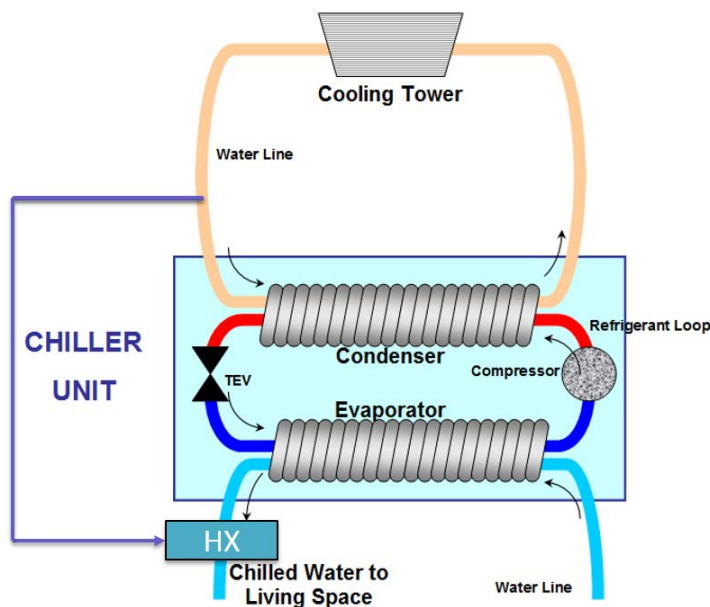 Cooling Tower
Water Line
Refrigerant Loop
Condenser
CHILLER
UNIT
Compressor
TEV
Evaporator
HX
Chilled Water to
Living Space
Water Line